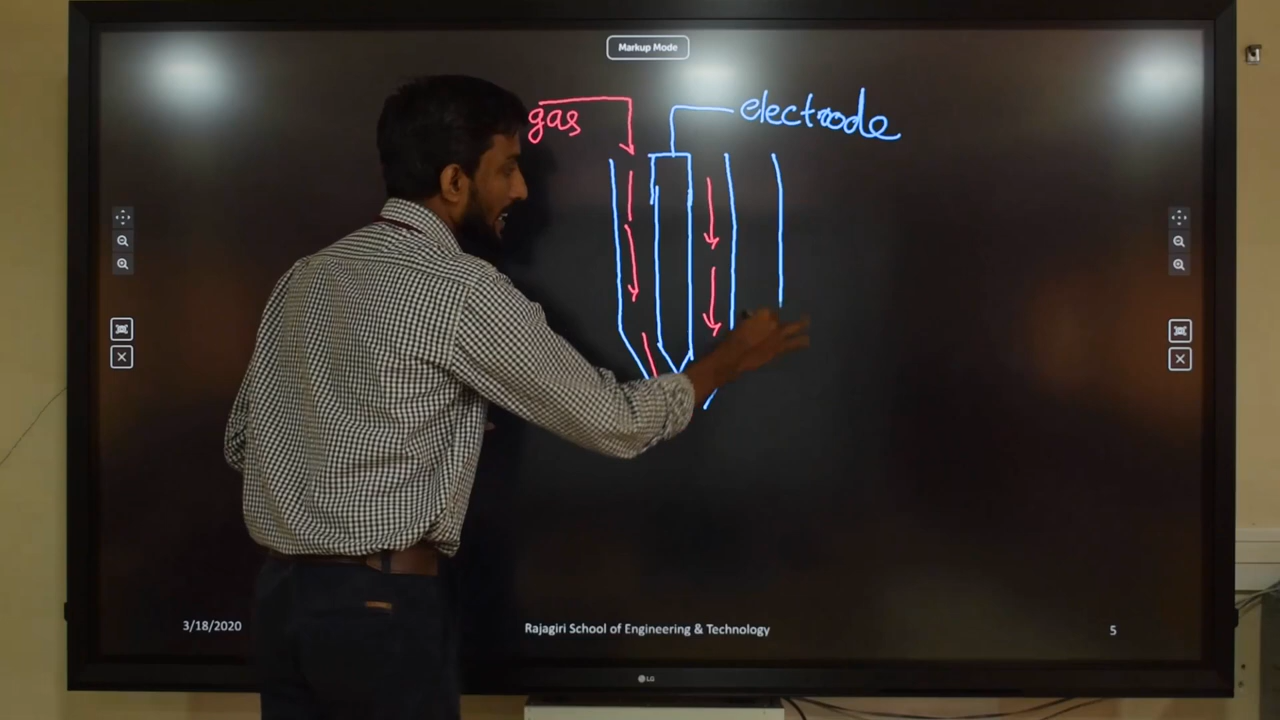 Markup Mode
gas
electrode
3/18/2020
Rajagiri School of Engineering & Technology
5
LG